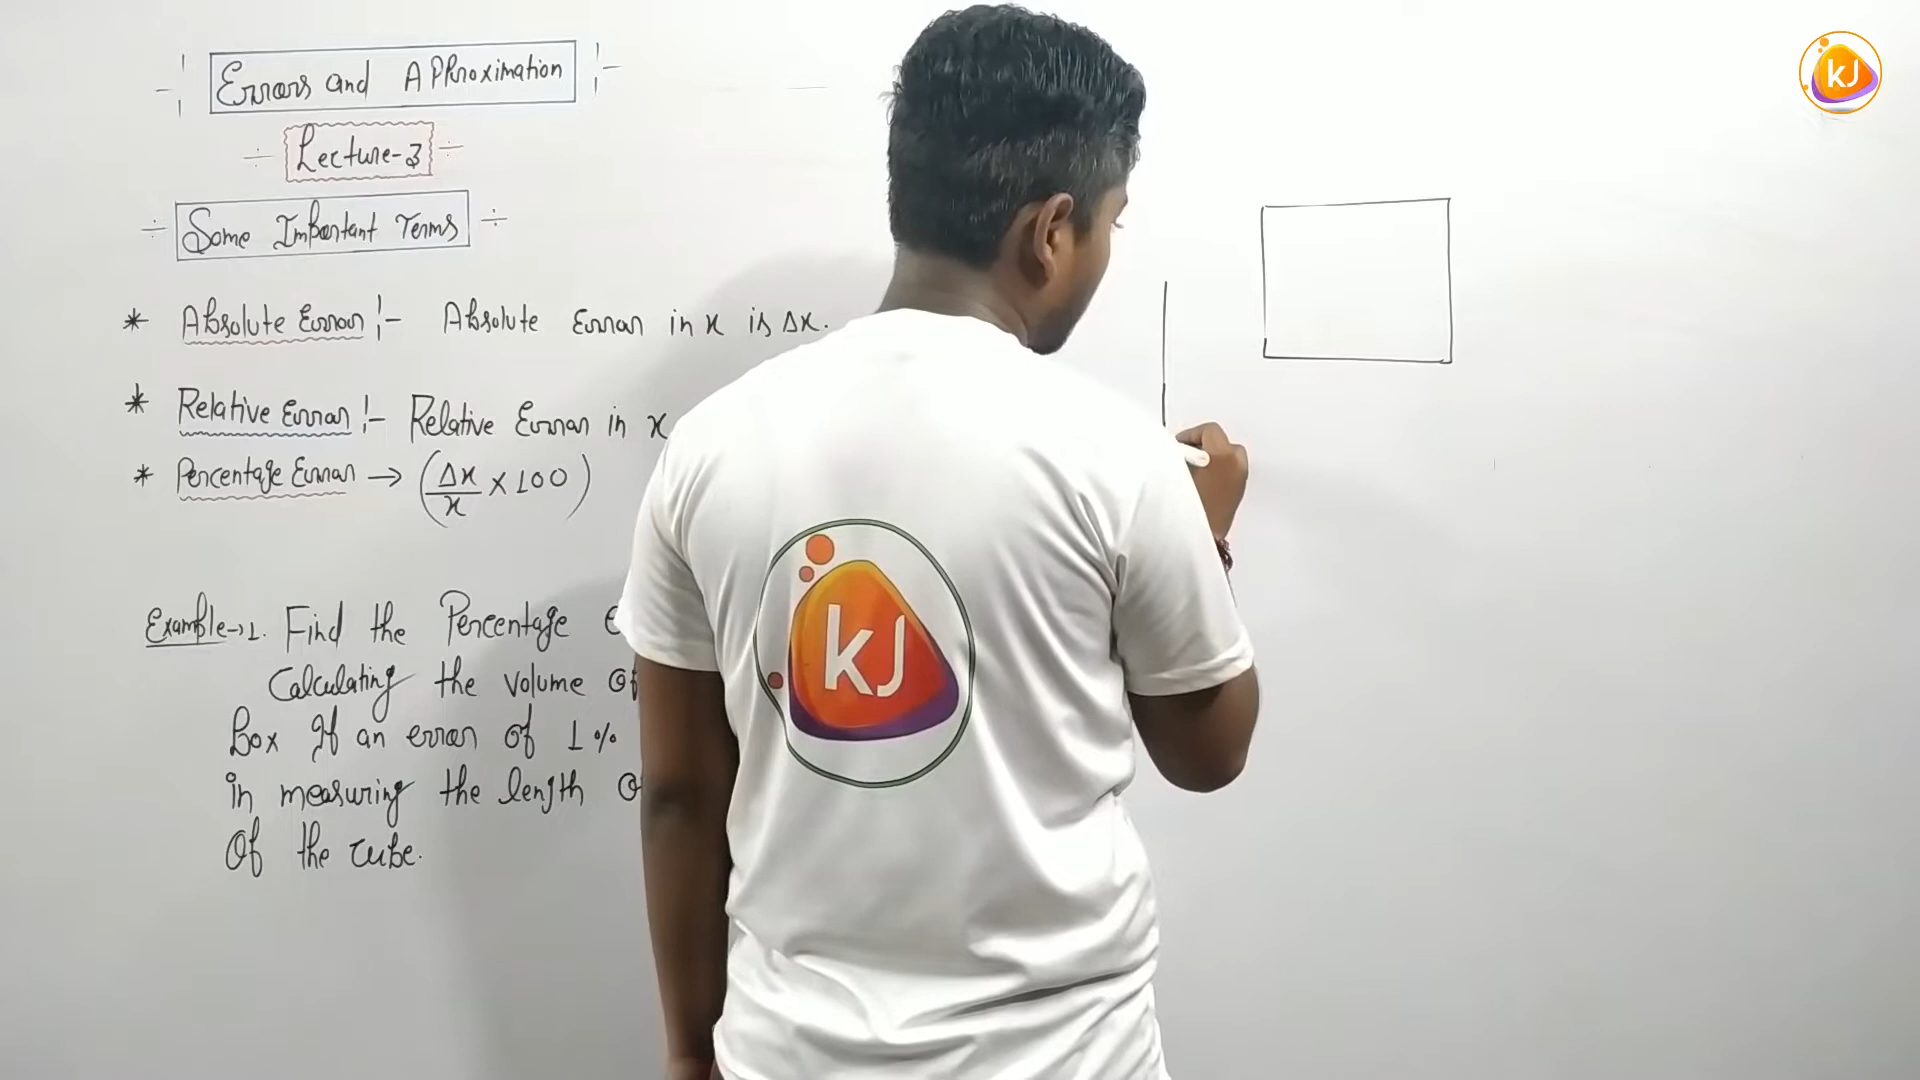 Errors and Approximation
Lecture-3
Some Important Terms
* Absolute Error :- Absolute Error in x is Δx.
* Relative Error :- Relative Error in x
* Percentage Error → (Δx/x × 100)
Example→1. Find the Percentage
Calculating the volume of
Box If an error of 1%
in measuring the length
Of the cube.
kJ
kJ